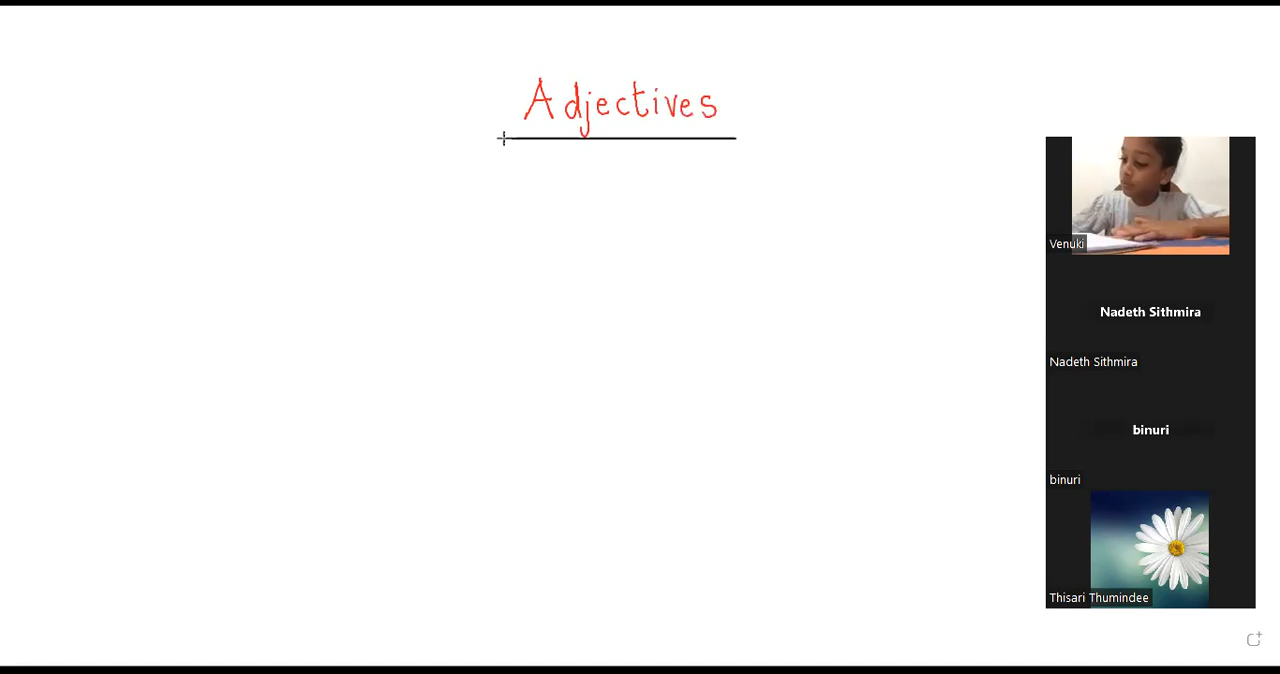 Adjectives
Venuki
Nadeth Sithmira
Nadeth Sithmira
binuri
binuri
Thisari Thumindee